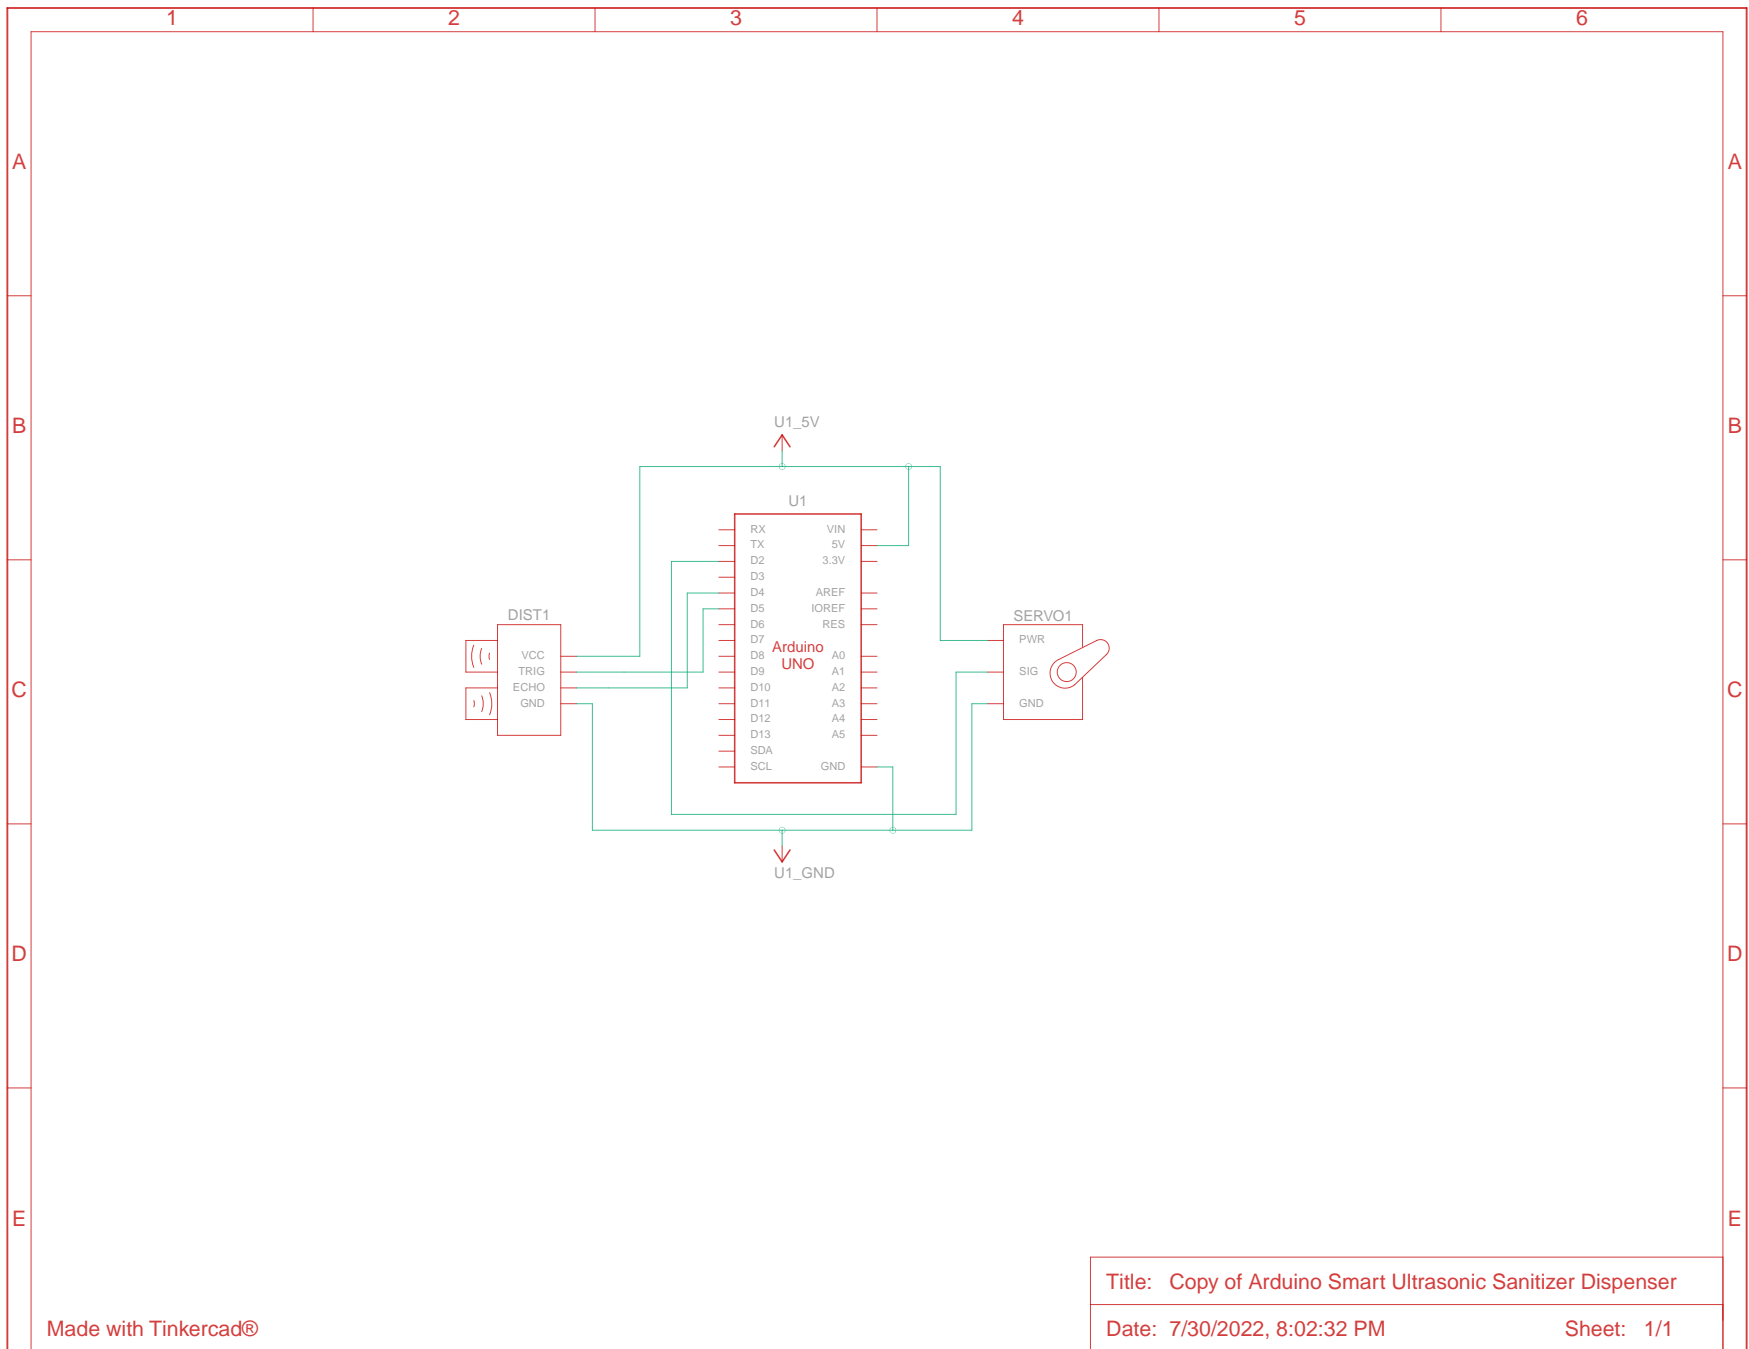 1 2 3 4 5 6
A A
B B
U1_5V
U1
RX VIN
TX 5V
D2 3.3V
D3
D4 AREF
D5 IOREF
D6 RES
D7
D8 A0
D9 A1
D10 A2
D11 A3
D12 A4
D13 A5
SDA
SCL GND
Arduino
UNO
DIST1
VCC
TRIG
ECHO
GND
SERVO1
PWR
SIG
GND
C C
U1_GND
D D
E E
Title: Copy of Arduino Smart Ultrasonic Sanitizer Dispenser
Made with Tinkercad®
Date: 7/30/2022, 8:02:32 PM Sheet: 1/1